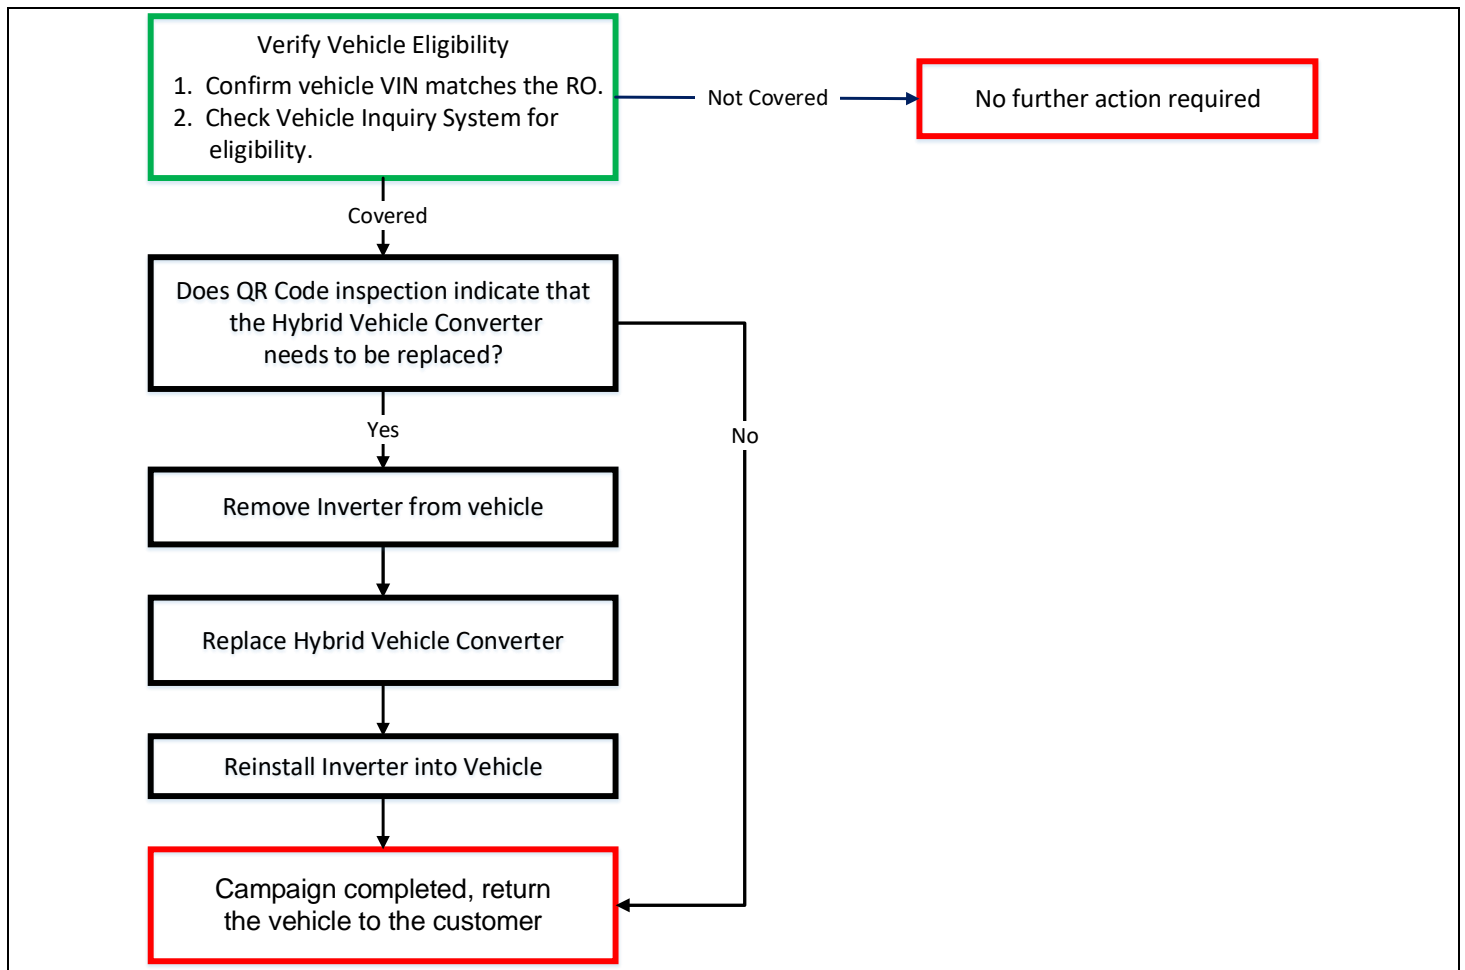 Verify Vehicle Eligibility
1. Confirm vehicle VIN matches the RO.
2. Check Vehicle Inquiry System for
eligibility.
Not Covered
No further action required
Covered
Does QR Code inspection indicate that
the Hybrid Vehicle Converter
needs to be replaced?
Yes
No
Remove Inverter from vehicle
Replace Hybrid Vehicle Converter
Reinstall Inverter into Vehicle
Campaign completed, return
the vehicle to the customer